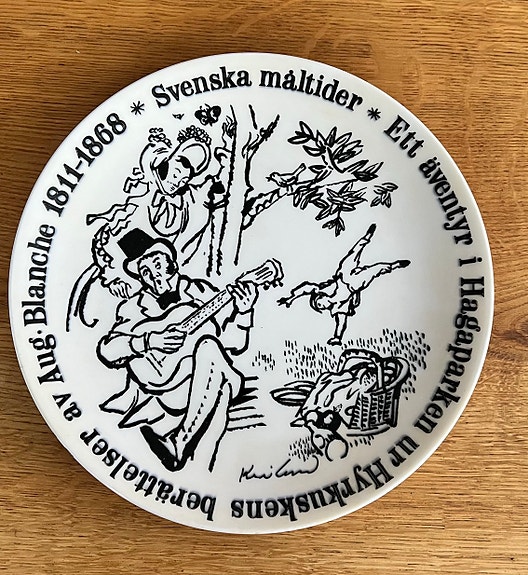 * Svenska måltider * Ett äventyr i Hagaparken ur Hyrkuskens berättelser av Aug. Blanche 1811-1868